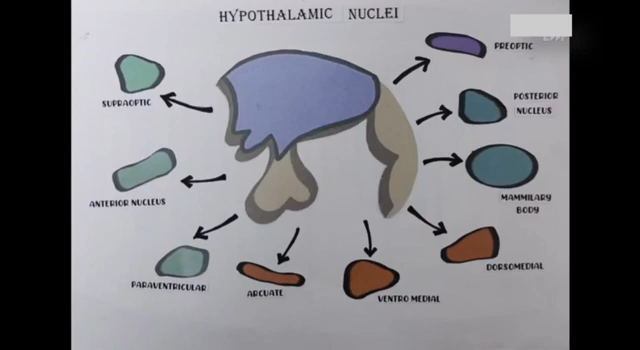 HYPOTHALAMIC NUCLEI
PREOPTIC
SUPRAOPTIC
POSTERIOR
NUCLEUS
ANTERIOR NUCLEUS
MAMMILARY
BODY
PARAVENTRICULAR
ARCUATE
VENTRO MEDIAL
DORSOMEDIAL